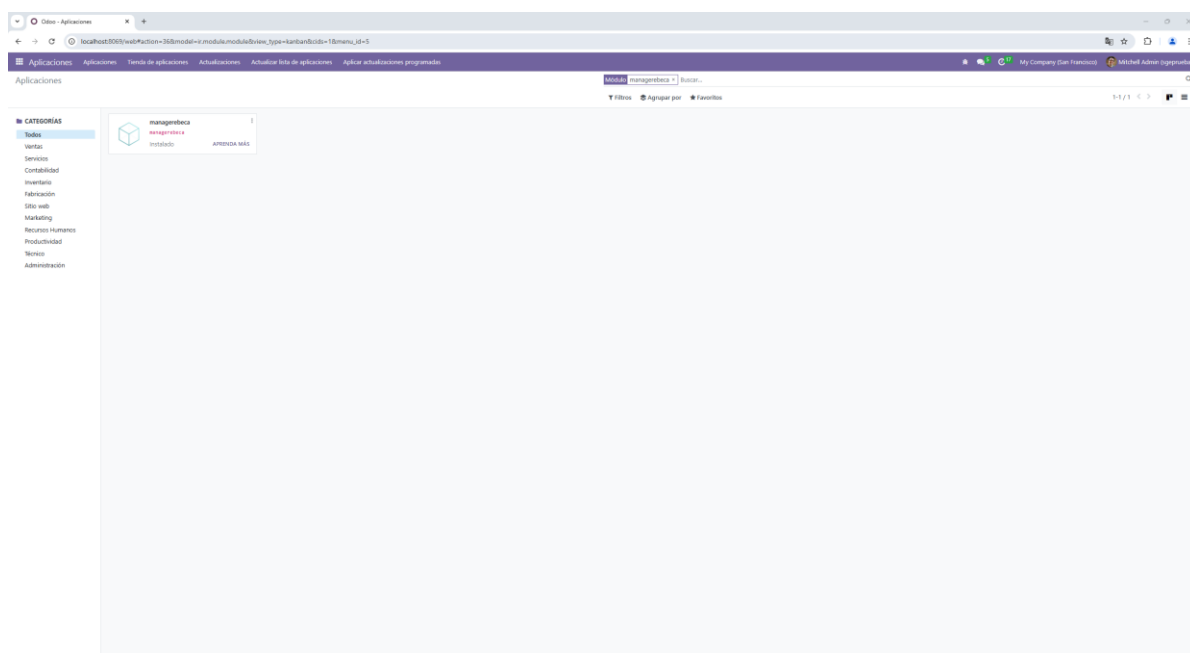 Odoo - Aplicaciones
localhost:8069/web#action=36&model=ir.module.module&view_type=kanban&cids=1&menu_id=5
Aplicaciones Aplicaciones Tienda de aplicaciones Actualizaciones Actualizar lista de aplicaciones Aplicar actualizaciones programadas My Company (San Francisco) Mitchell Admin (sgeprueba
Aplicaciones Módulo managerebeca × Buscar...
Filtros Agrupar por Favoritos 1-1 / 1
CATEGORÍAS
Todos
Ventas
Servicios
Contabilidad
Inventario
Fabricación
Sitio web
Marketing
Recursos Humanos
Productividad
Técnico
Administración
managerebeca
managerebeca
Instalado APRENDA MÁS